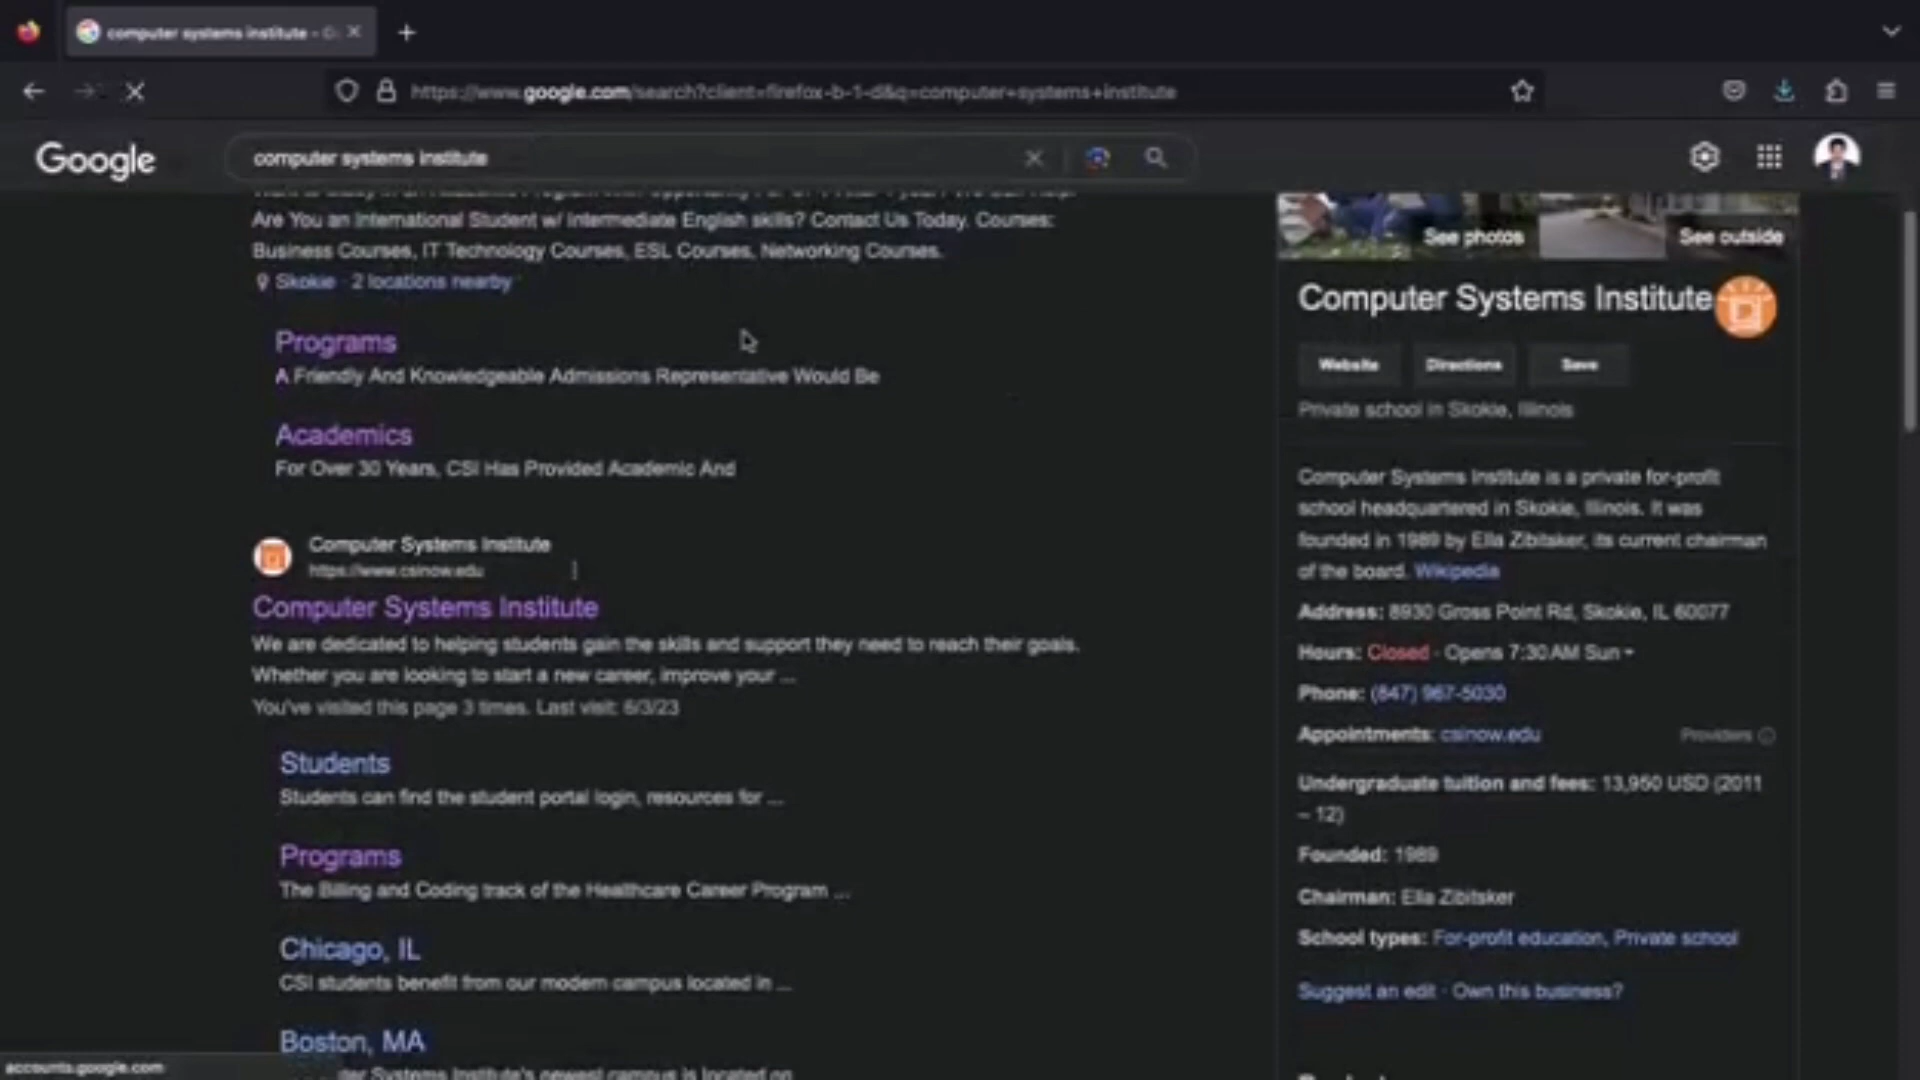 computer systems institute - G
https://www.google.com/search?client=firefox-b-1-d&q=computer+systems+institute
Google
computer systems institute
Are You an International Student w/ Intermediate English skills? Contact Us Today. Courses:
Business Courses, IT Technology Courses, ESL Courses, Networking Courses.
Skokie · 2 locations nearby
Programs
A Friendly And Knowledgeable Admissions Representative Would Be
Academics
For Over 30 Years, CSI Has Provided Academic And
Computer Systems Institute
https://www.csinow.edu
Computer Systems Institute
We are dedicated to helping students gain the skills and support they need to reach their goals.
Whether you are looking to start a new career, improve your ...
You've visited this page 3 times. Last visit: 6/3/23
Students
Students can find the student portal login, resources for ...
Programs
The Billing and Coding track of the Healthcare Career Program ...
Chicago, IL
CSI students benefit from our modern campus located in ...
Boston, MA
Systems Institute's newest campus is located on
accounts.google.com
See photos
See outside
Computer Systems Institute
Website
Directions
Save
Private school in Skokie, Illinois
Computer Systems Institute is a private for-profit
school headquartered in Skokie, Illinois. It was
founded in 1989 by Ella Zibitsker, its current chairman
of the board. Wikipedia
Address: 8930 Gross Point Rd, Skokie, IL 60077
Hours: Closed · Opens 7:30 AM Sun
Phone: (847) 967-5030
Appointments: csinow.edu
Providers
Undergraduate tuition and fees: 13,950 USD (2011
– 12)
Founded: 1989
Chairman: Ella Zibitsker
School types: For-profit education, Private school
Suggest an edit · Own this business?